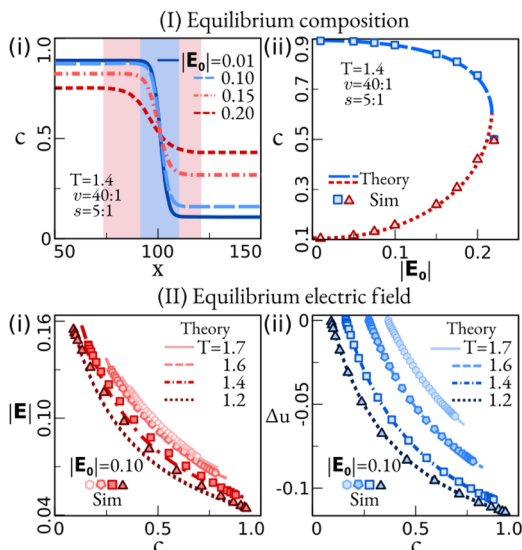 (I) Equilibrium composition
(i)
1.0
0.5
0
c
|E₀|=0.01
0.10
0.15
0.20
T=1.4
v=40:1
s=5:1
50
100
150
x
(ii)
0.9
0.7
0.5
0.3
0.1
c
T=1.4
v=40:1
s=5:1
Theory
Sim
0
0.1
0.2
|E₀|
(II) Equilibrium electric field
(i)
0.16
0.10
0.04
|E|
Theory
T=1.7
1.6
1.4
1.2
|E₀|=0.10
Sim
0
0.5
1.0
c
(ii)
0
-0.05
-0.1
Δu
Theory
T=1.7
1.6
1.4
1.2
|E₀|=0.10
Sim
0
0.5
1.0
c